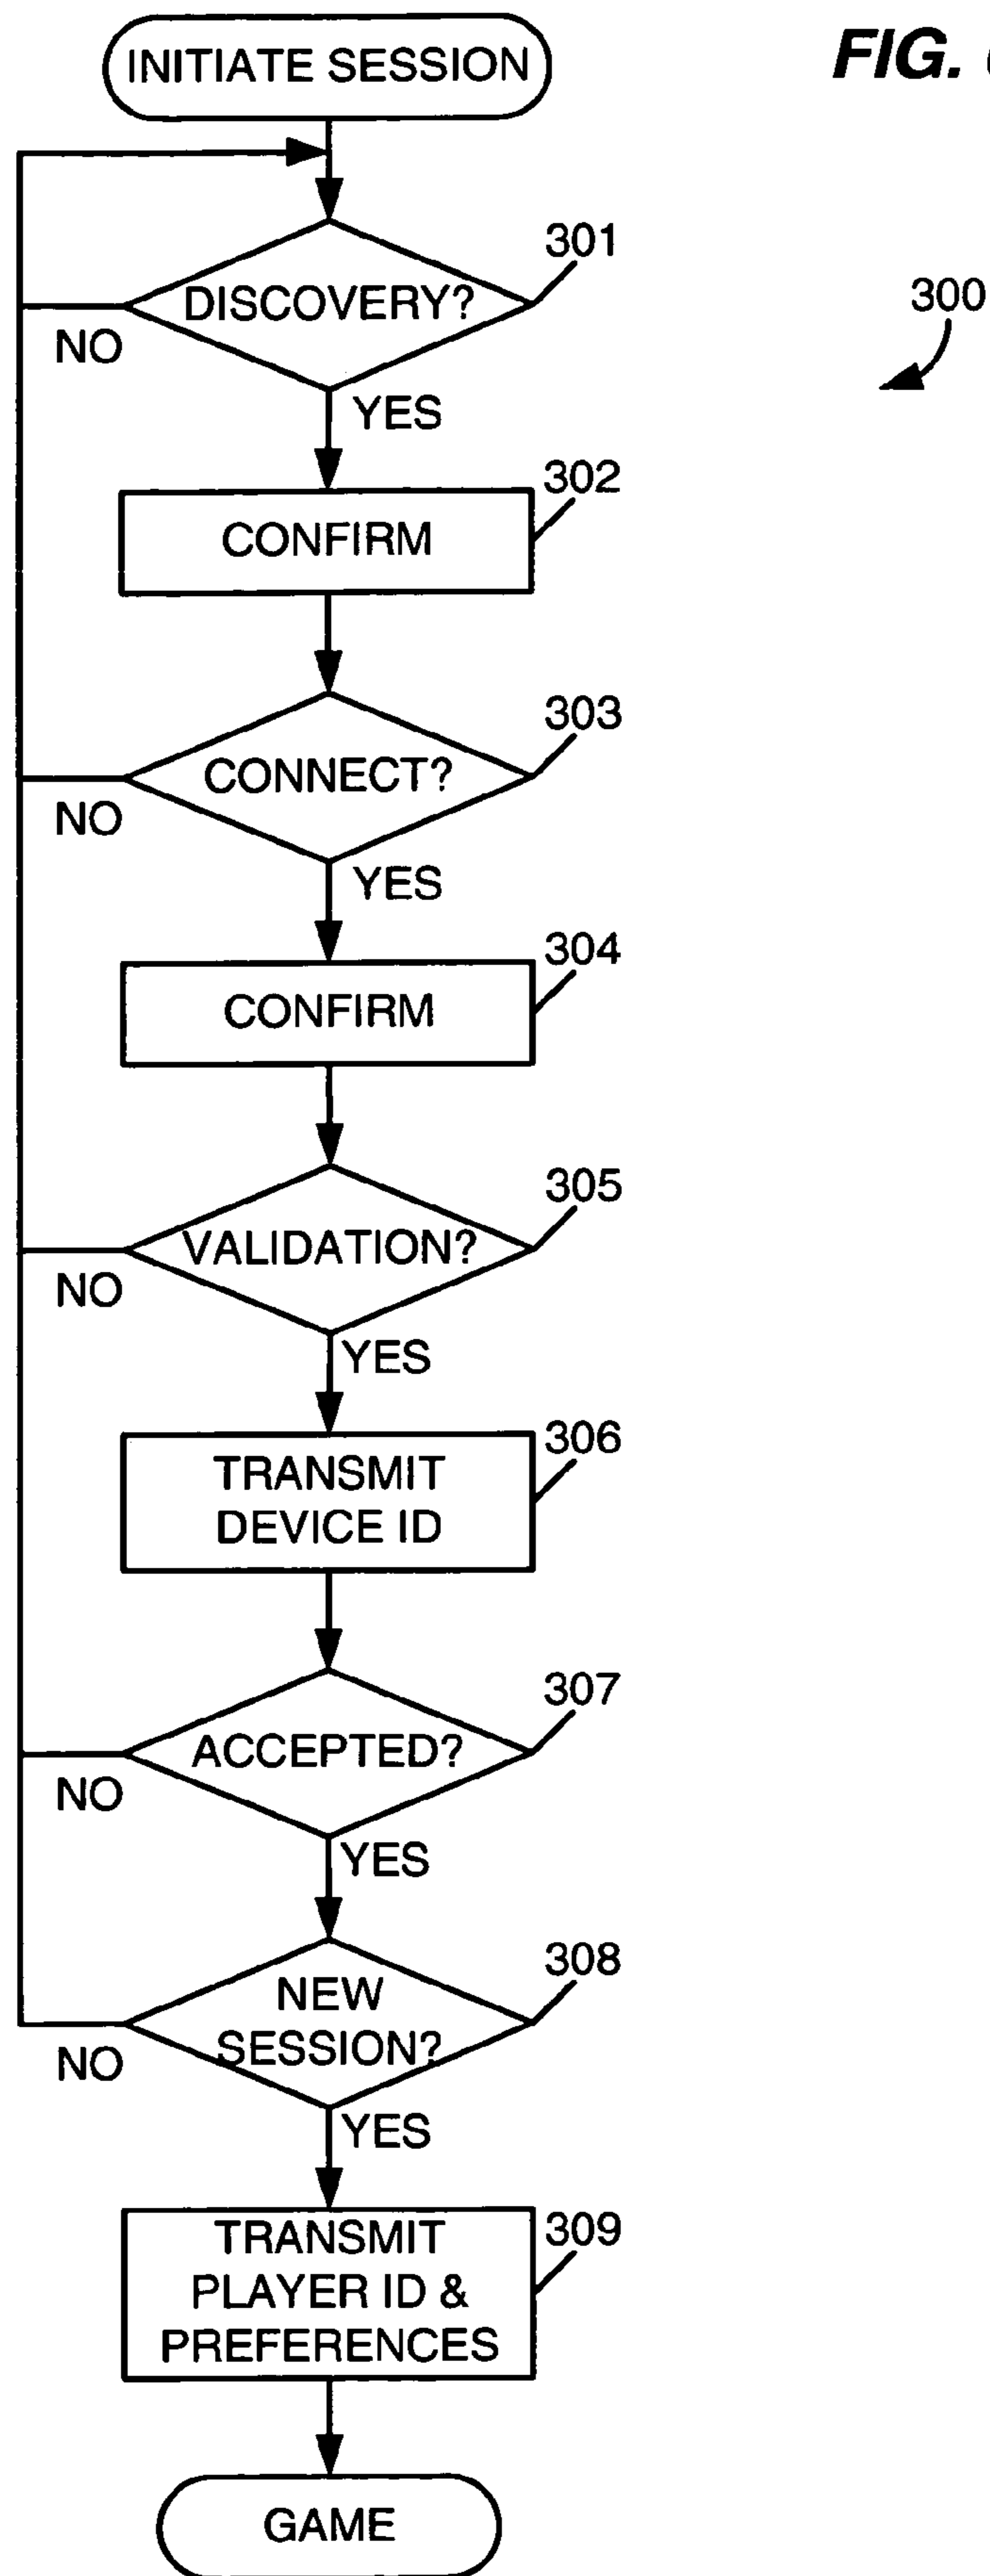 INITIATE SESSION
FIG.
301
DISCOVERY?
300
NO
YES
302
CONFIRM
303
CONNECT?
NO
YES
304
CONFIRM
305
VALIDATION?
NO
YES
306
TRANSMIT
DEVICE ID
307
ACCEPTED?
NO
YES
308
NEW
SESSION?
NO
YES
309
TRANSMIT
PLAYER ID &
PREFERENCES
GAME